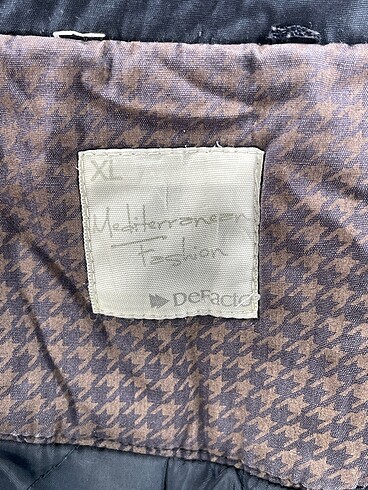 XL
Mediterranean
Fashion
DeFacto